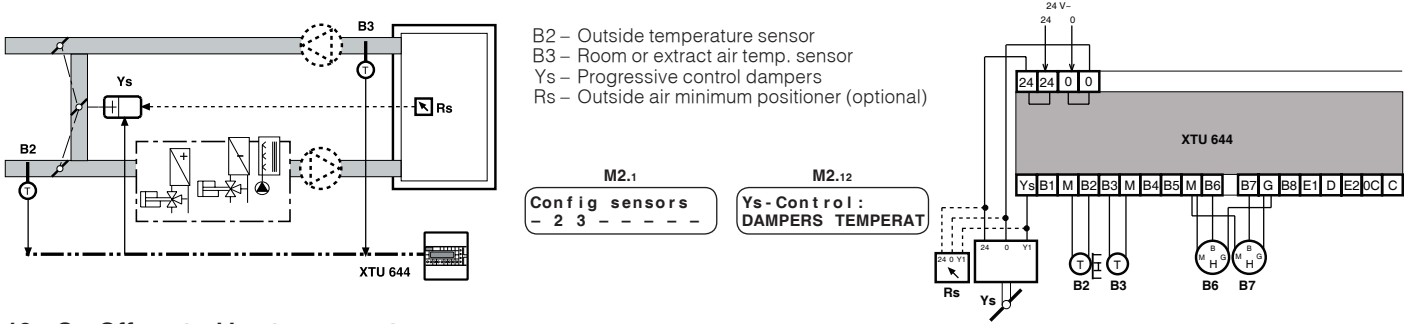 B3
Ys
Rs
B2
T
T
XTU 644
B2 – Outside temperature sensor
B3 – Room or extract air temp. sensor
Ys – Progressive control dampers
Rs – Outside air minimum positioner (optional)
M2.1
Config sensors
– 2 3 – – – – –
M2.12
Ys-Control:
DAMPERS TEMPERAT
24 V~
24 0
24 24 0 0
XTU 644
Ys B1 M B2 B3 M B4 B5 M B6 B7 G B8 E1 D E2 0C C
24 0 Y1
24 0 Y1
Rs
Ys
T T
B2 B3
M B G H
M B G H
B6 B7